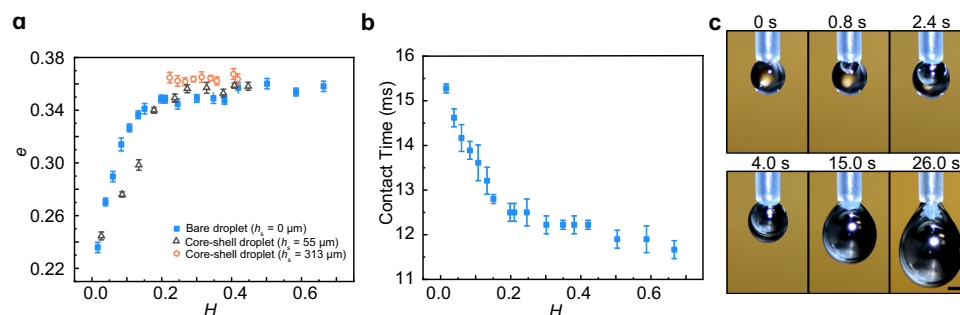 a
0.38
0.34
0.30
0.26
0.22
e
0.0
0.2
0.4
0.6
H
Bare droplet (hs = 0 μm)
Core-shell droplet (hs = 55 μm)
Core-shell droplet (hs = 313 μm)
b
16
15
14
13
12
11
Contact Time (ms)
0.0
0.2
0.4
0.6
H
c
0 s
0.8 s
2.4 s
4.0 s
15.0 s
26.0 s